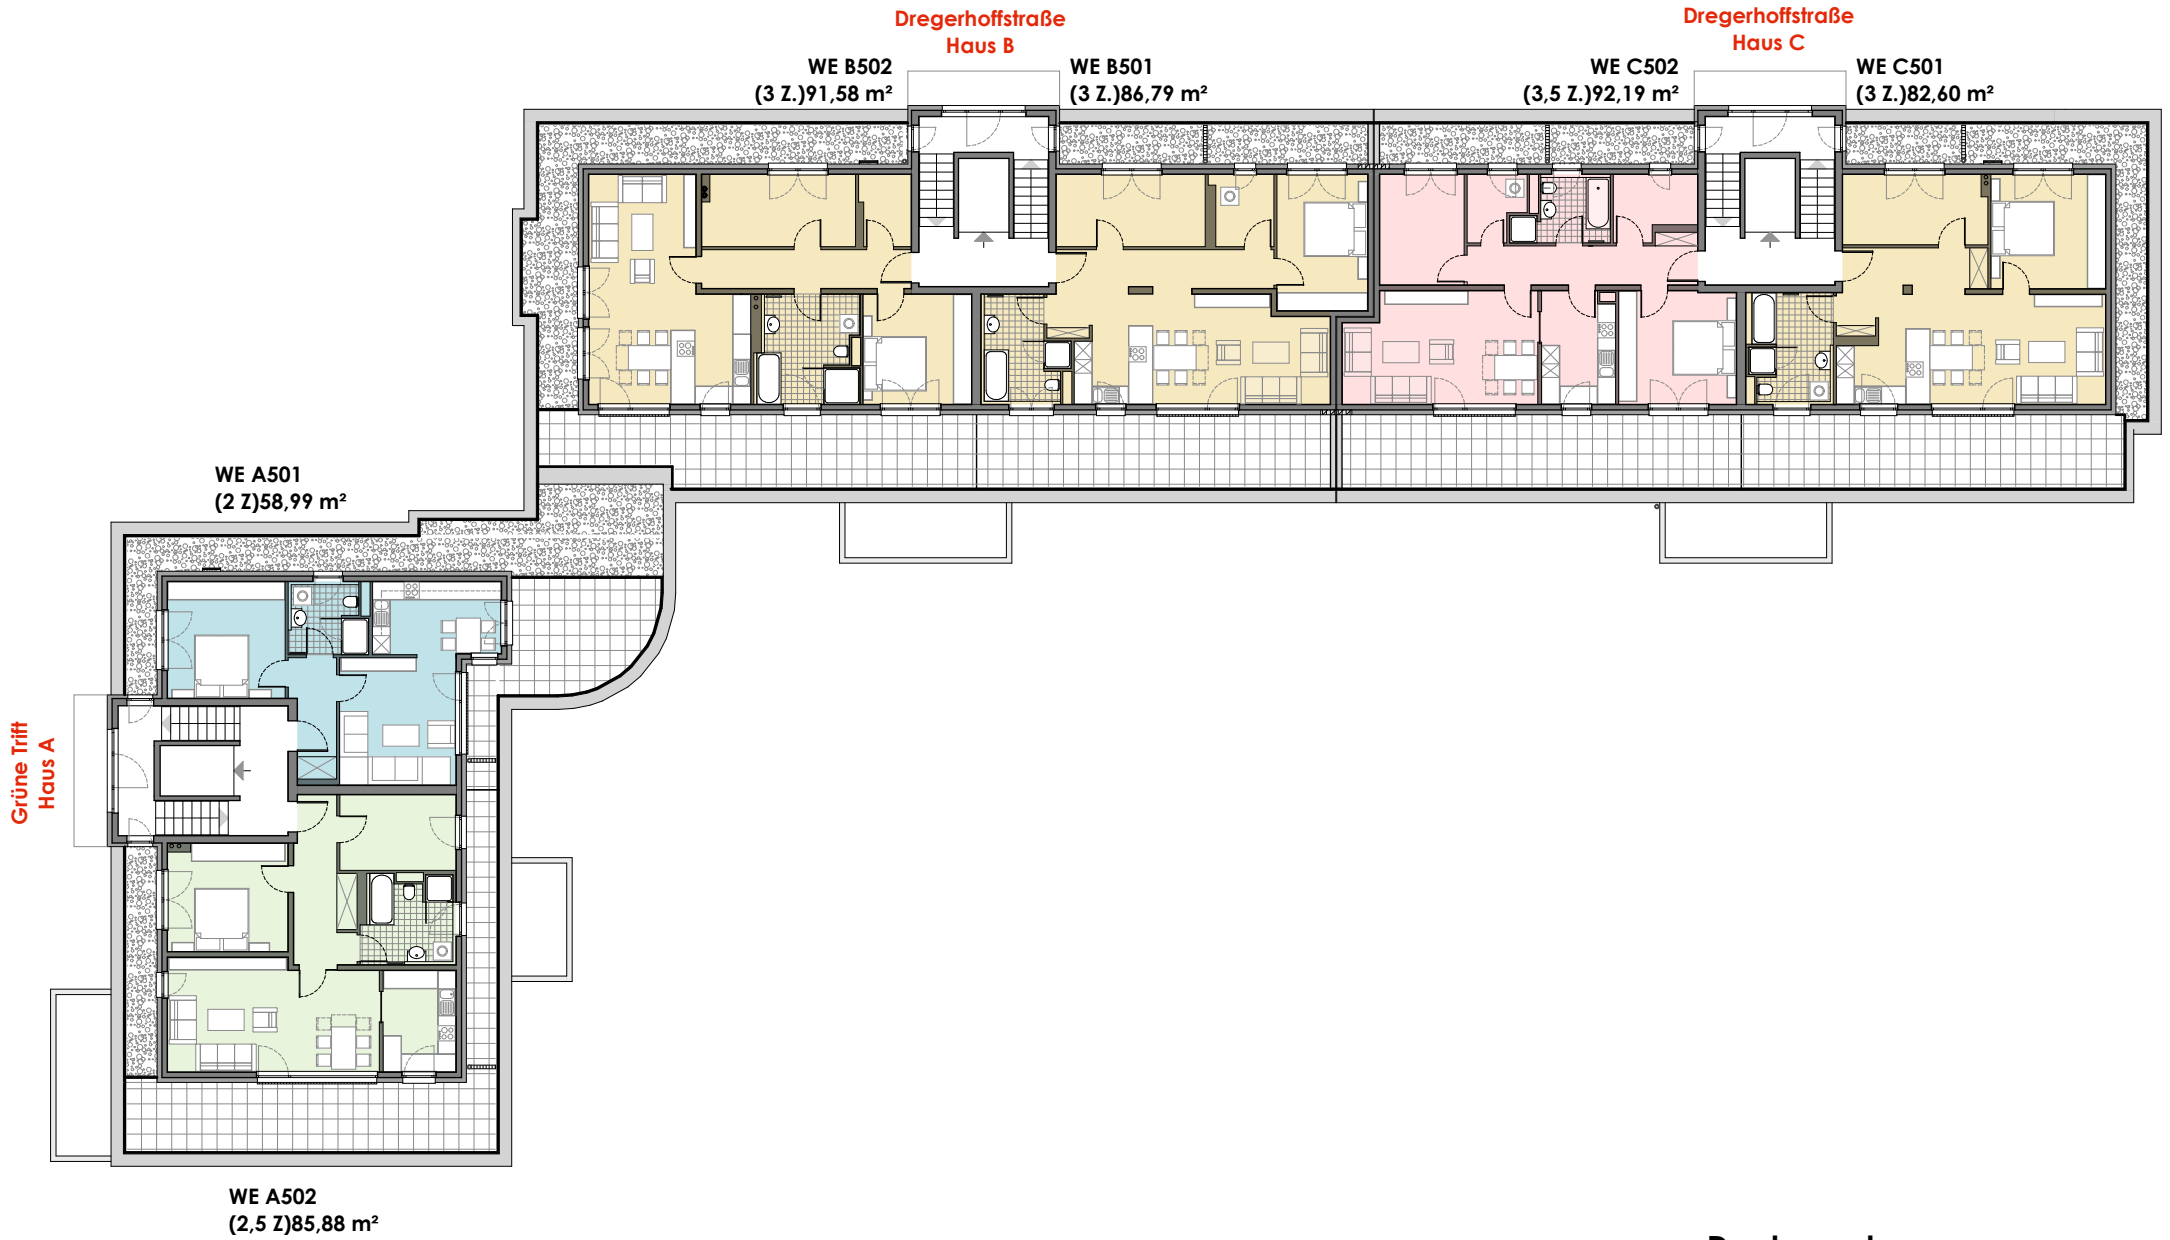 Dregerhoffstraße
Haus B
Dregerhoffstraße
Haus C
WE B502
(3 Z.)91,58 m²
WE B501
(3 Z.)86,79 m²
WE C502
(3,5 Z.)92,19 m²
WE C501
(3 Z.)82,60 m²
WE A501
(2 Z)58,99 m²
Grüne Trift
Haus A
WE A502
(2,5 Z)85,88 m²